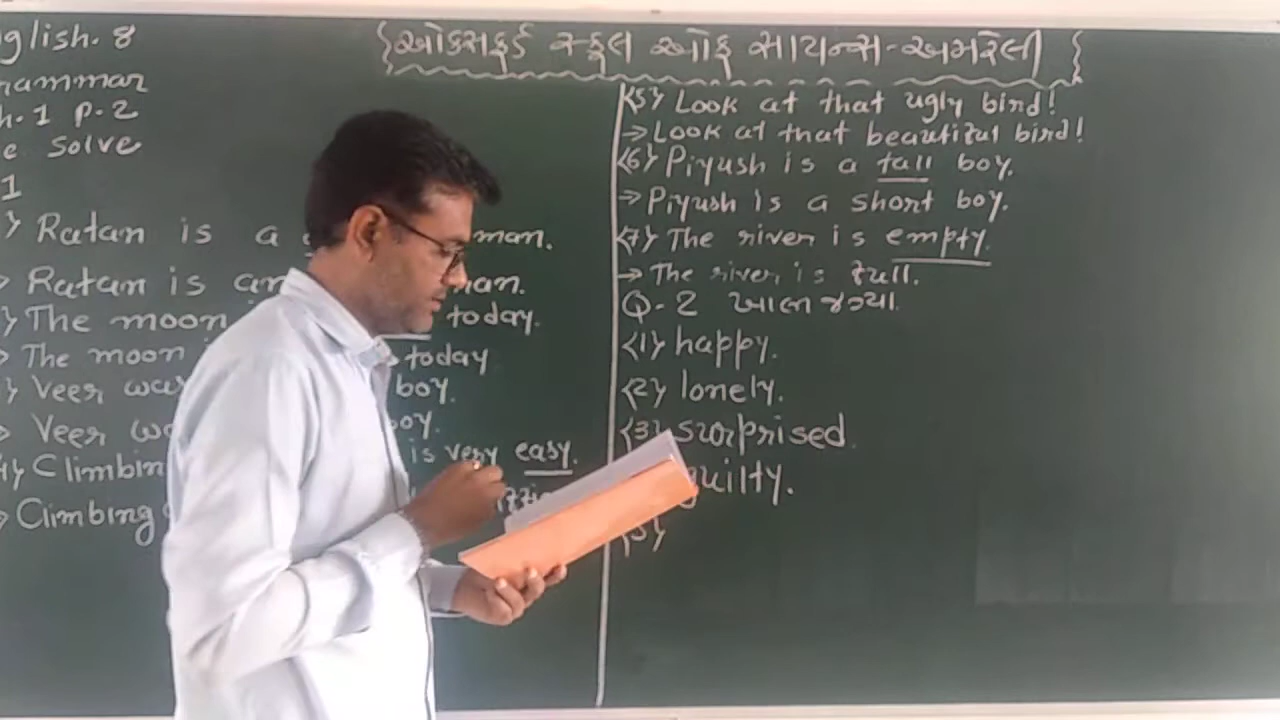 glish. 8
rammar
h. 1 P. 2
e solve
1
Ratan is a man.
Ratan is an man.
The moon today.
The moon today
Veer was boy.
Veer wa boy.
Climbin is very easy.
Climbing
{ઓક્સફર્ડ સ્કૂલ ઓફ સાયન્સ-અમરેલી}
<5> Look at that ugly bird!
→ Look at that beautiful bird!
<6> Piyush is a tall boy.
→ Piyush is a short boy.
<7> The river is empty.
→ The river is full.
Q-2 ખાલી જગ્યા.
<1> happy.
<2> lonely.
<3> surprised.
guilty.
<5>